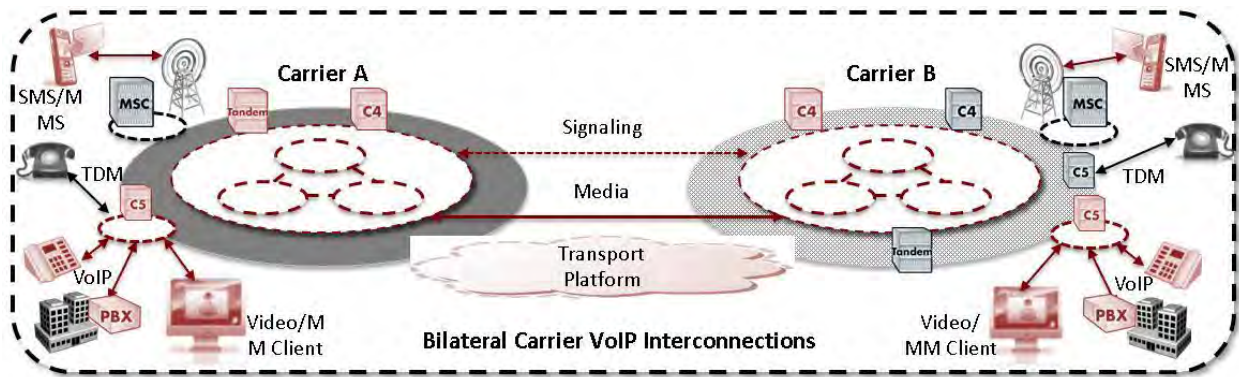 Carrier A
Carrier B
SMS/M
MS
MSC
Tandem
C4
Signaling
C4
C4
MSC
SMS/M
MS
TDM
C5
Media
C5
TDM
C5
VoIP
PBX
Video/M
M Client
Transport
Platform
Tandem
Video/
MM Client
VoIP
PBX
Bilateral Carrier VoIP Interconnections